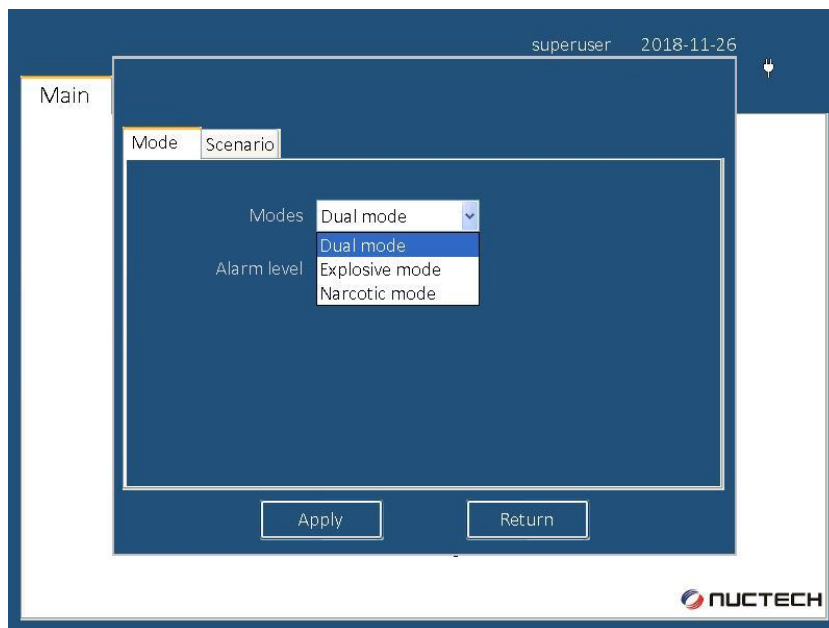 superuser 2018-11-26
Main
Mode Scenario
Modes Dual mode
Dual mode
Alarm level Explosive mode
Narcotic mode
Apply Return
NUCTECH